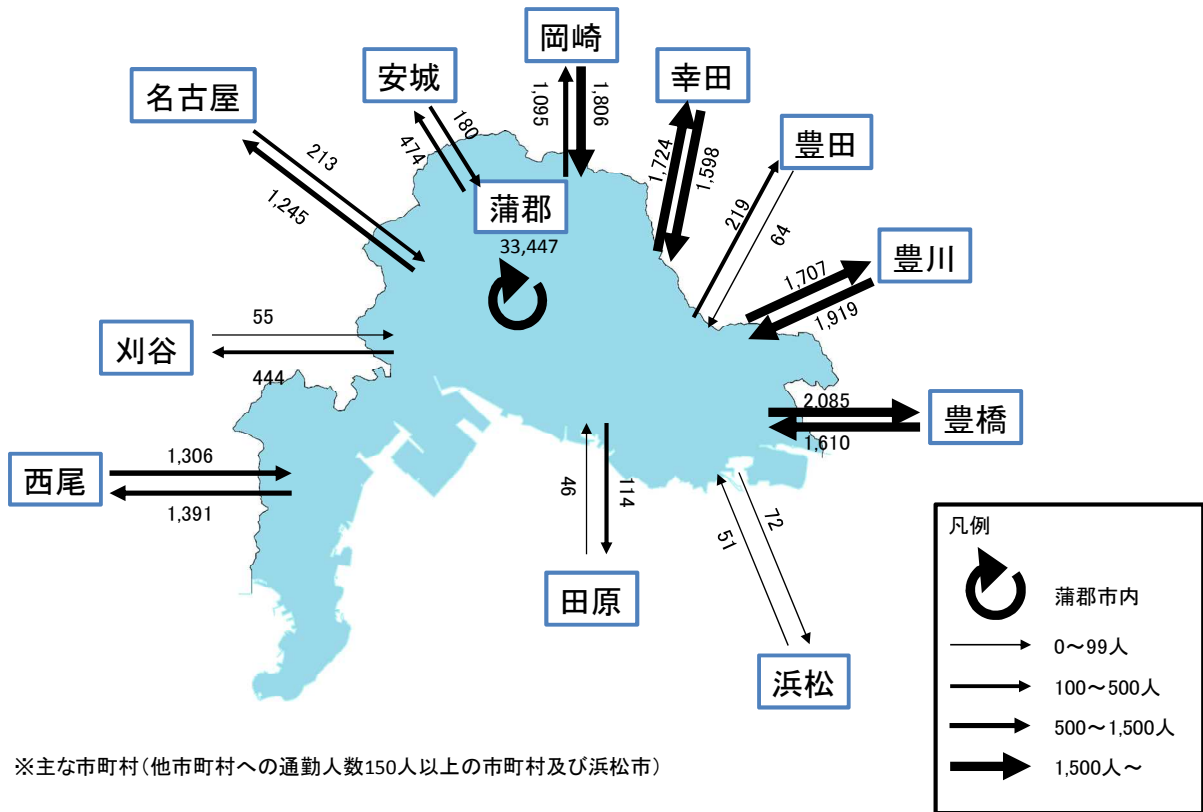 岡崎
幸田
安城
名古屋
1,095
1,806
180
474
1,724
1,598
豊田
213
1,245
219
64
蒲郡
33,447
豊川
1,707
1,919
55
刈谷
444
2,085
豊橋
1,610
1,306
西尾
1,391
46
114
72
51
田原
浜松
凡例
蒲郡市内
0～99人
100～500人
500～1,500人
1,500人～
※主な市町村（他市町村への通勤人数150人以上の市町村及び浜松市）